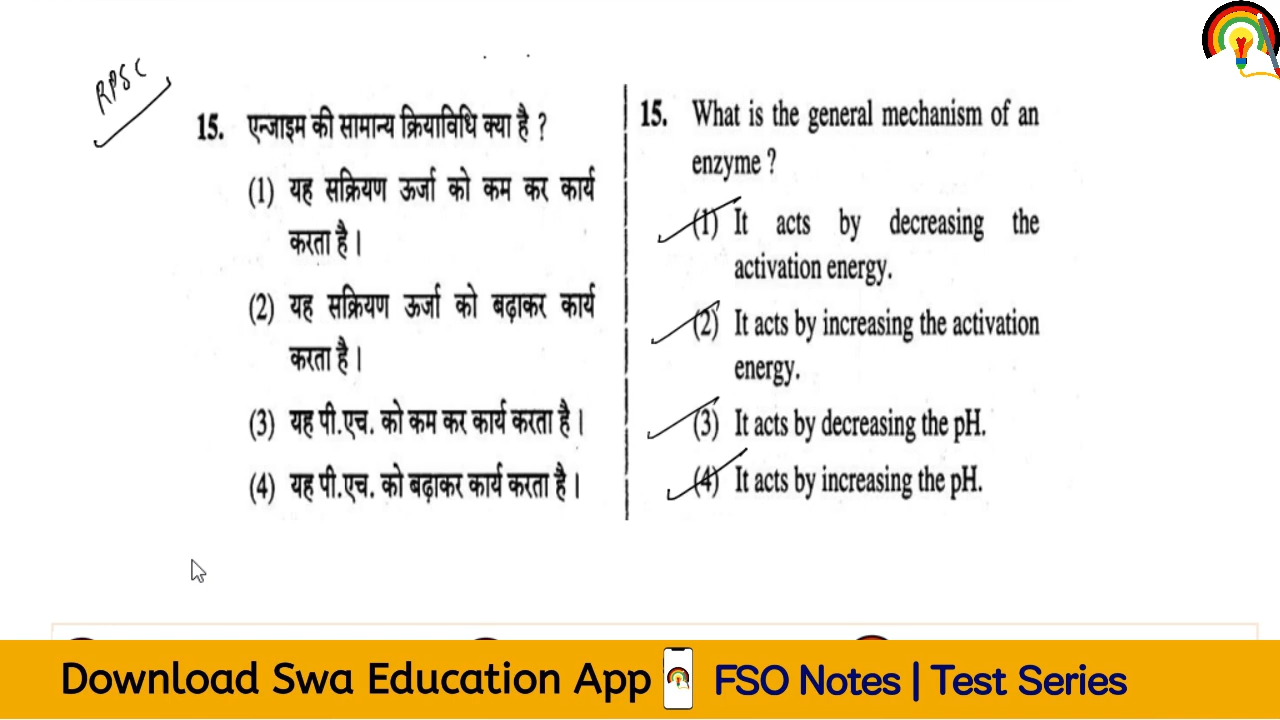 RPSC
15. एन्जाइम की सामान्य क्रियाविधि क्या है ?
(1) यह सक्रियण ऊर्जा को कम कर कार्य
करता है ।
(2) यह सक्रियण ऊर्जा को बढ़ाकर कार्य
करता है ।
(3) यह पी.एच. को कम कर कार्य करता है ।
(4) यह पी.एच. को बढ़ाकर कार्य करता है ।
15. What is the general mechanism of an
enzyme ?
(1) It acts by decreasing the
activation energy.
(2) It acts by increasing the activation
energy.
(3) It acts by decreasing the pH.
(4) It acts by increasing the pH.
Download Swa Education App
FSO Notes | Test Series